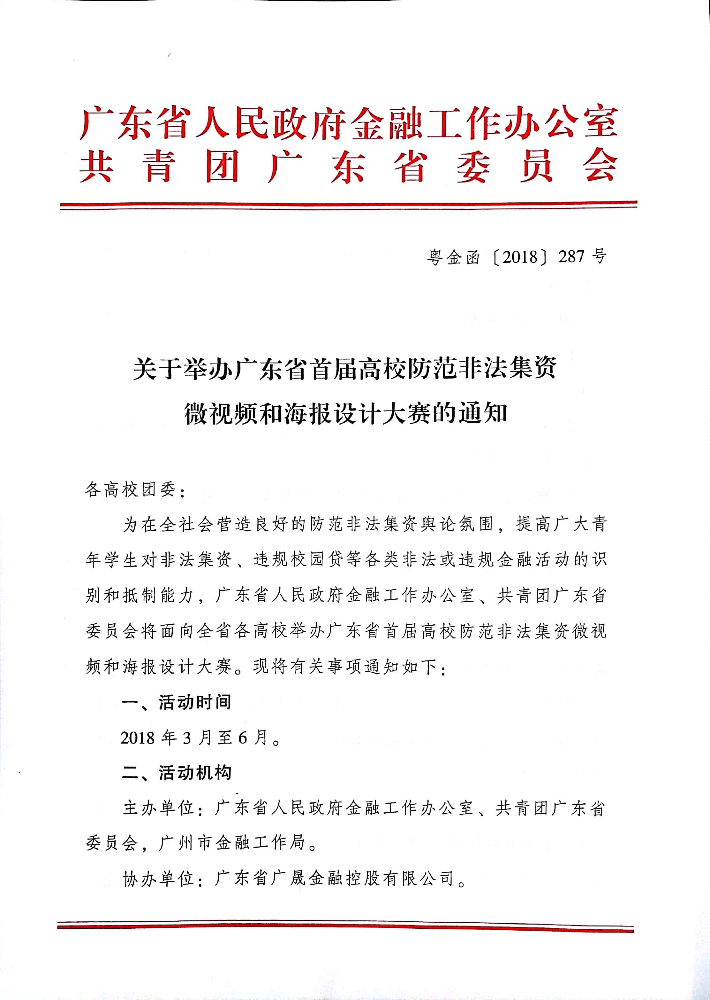 广东省人民政府金融工作办公室
共青团广东省委员会
粤金函〔2018〕287 号
关于举办广东省首届高校防范非法集资
微视频和海报设计大赛的通知
各高校团委：
为在全社会营造良好的防范非法集资舆论氛围，提高广大青
年学生对非法集资、违规校园贷等各类非法或违规金融活动的识
别和抵制能力，广东省人民政府金融工作办公室、共青团广东省
委员会将面向全省各高校举办广东省首届高校防范非法集资微视
频和海报设计大赛。现将有关事项通知如下：
一、活动时间
2018 年 3 月至 6 月。
二、活动机构
主办单位：广东省人民政府金融工作办公室、共青团广东省
委员会，广州市金融工作局。
协办单位：广东省广晟金融控股有限公司。